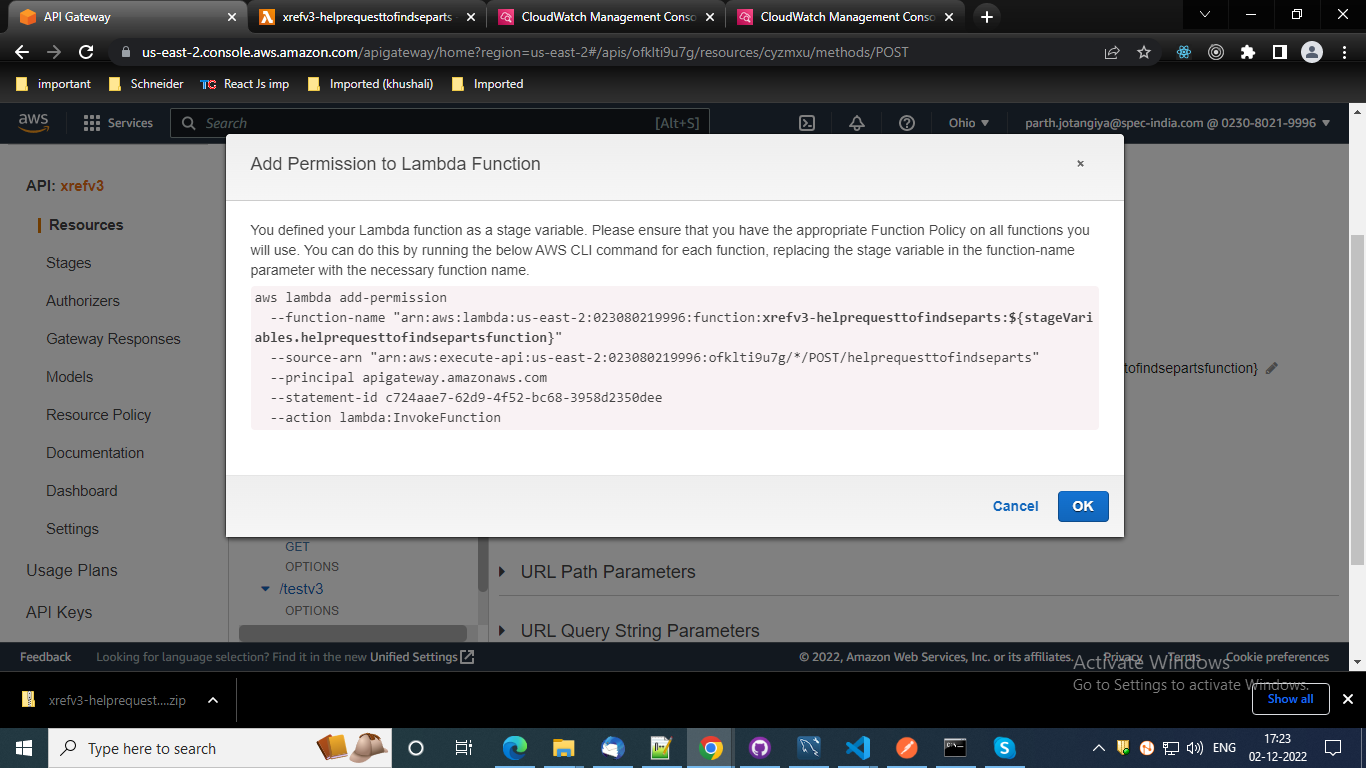 API Gateway
xrefv3-helprequesttofindseparts
CloudWatch Management Conso
CloudWatch Management Conso
us-east-2.console.aws.amazon.com/apigateway/home?region=us-east-2#/apis/ofklti9u7g/resources/cyzmxu/methods/POST
important
Schneider
TC React Js imp
Imported (khushali)
Imported
aws
Services
Search
[Alt+S]
Ohio
parth.jotangiya@spec-india.com @ 0230-8021-9996
Add Permission to Lambda Function
×
API: xrefv3
Resources
Stages
Authorizers
Gateway Responses
Models
Resource Policy
Documentation
Dashboard
Settings
Usage Plans
API Keys
You defined your Lambda function as a stage variable. Please ensure that you have the appropriate Function Policy on all functions you
will use. You can do this by running the below AWS CLI command for each function, replacing the stage variable in the function-name
parameter with the necessary function name.
aws lambda add-permission
--function-name "arn:aws:lambda:us-east-2:023080219996:function:xrefv3-helprequesttofindseparts:${stageVari
ables.helprequesttofindsepartsfunction}"
--source-arn "arn:aws:execute-api:us-east-2:023080219996:ofklti9u7g/*/POST/helprequesttofindseparts"
--principal apigateway.amazonaws.com
--statement-id c724aae7-62d9-4f52-bc68-3958d2350dee
--action lambda:InvokeFunction
tofindsepartsfunction}
Cancel
OK
GET
OPTIONS
/testv3
OPTIONS
URL Path Parameters
URL Query String Parameters
Feedback
Looking for language selection? Find it in the new Unified Settings
© 2022, Amazon Web Services, Inc. or its affiliates.
Privacy
Terms
Cookie preferences
Activate Windows
Go to Settings to activate Windows.
xrefv3-helprequest....zip
Show all
Type here to search
ENG
17:23
02-12-2022